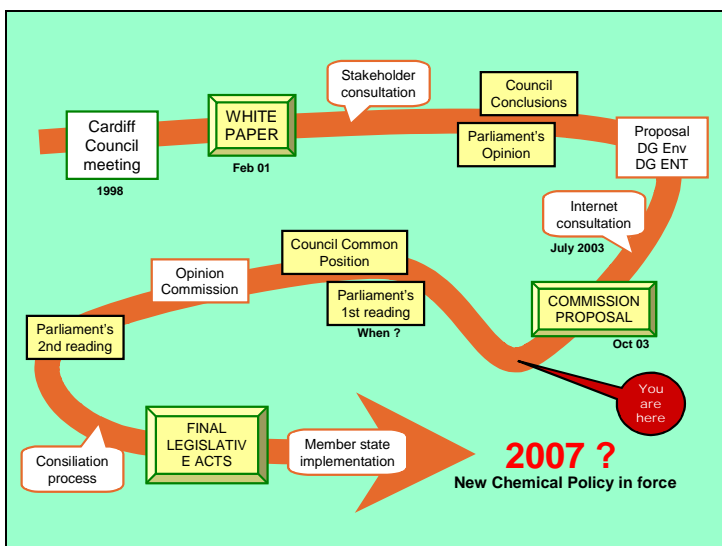 Cardiff
Council
meeting
1998
WHITE
PAPER
Feb 01
Stakeholder
consultation
Council
Conclusions
Parliament's
Opinion
Proposal
DG Env
DG ENT
Internet
consultation
July 2003
COMMISSION
PROPOSAL
Oct 03
You
are
here
Council Common
Position
Parliament's
1st reading
When ?
Opinion
Commission
Parliament's
2nd reading
Consiliation
process
FINAL
LEGISLATIV
E ACTS
Member state
implementation
2007 ?
New Chemical Policy in force